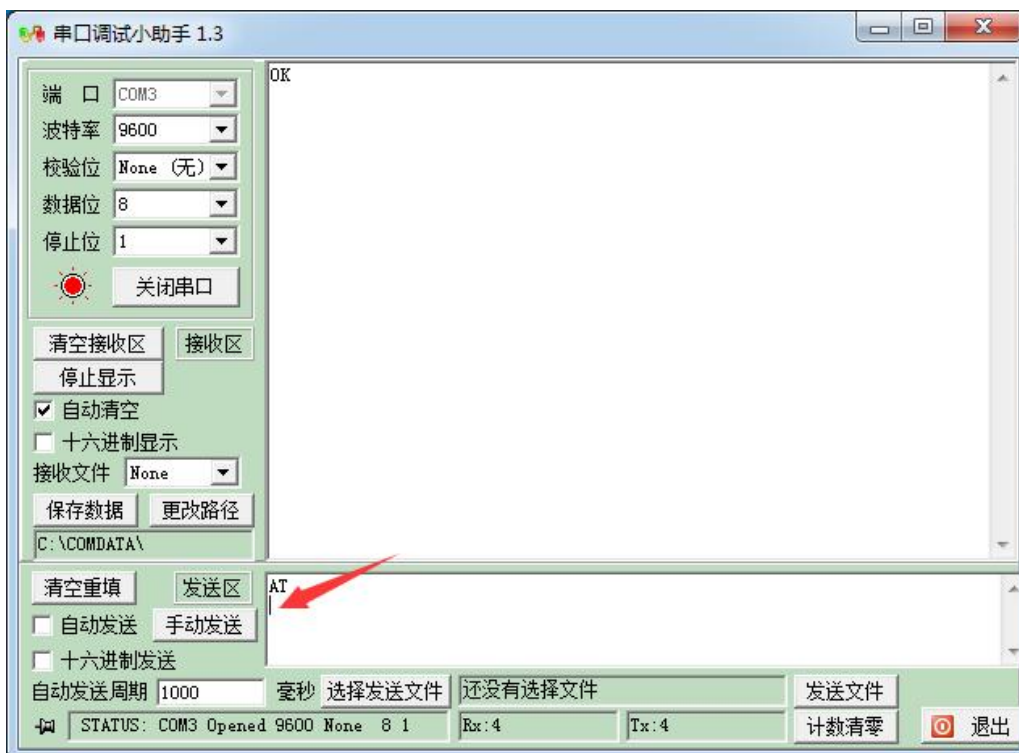 串口调试小助手 1.3
端 口 COM3
波特率 9600
校验位 None (无)
数据位 8
停止位 1
关闭串口
清空接收区 接收区
停止显示
自动清空
十六进制显示
接收文件 None
保存数据 更改路径
C:\COMDATA\
OK
清空重填 发送区
自动发送 手动发送
十六进制发送
AT
自动发送周期 1000 毫秒 选择发送文件 还没有选择文件 发送文件
STATUS: COM3 Opened 9600 None 8 1 Rx:4 Tx:4 计数清零 退出